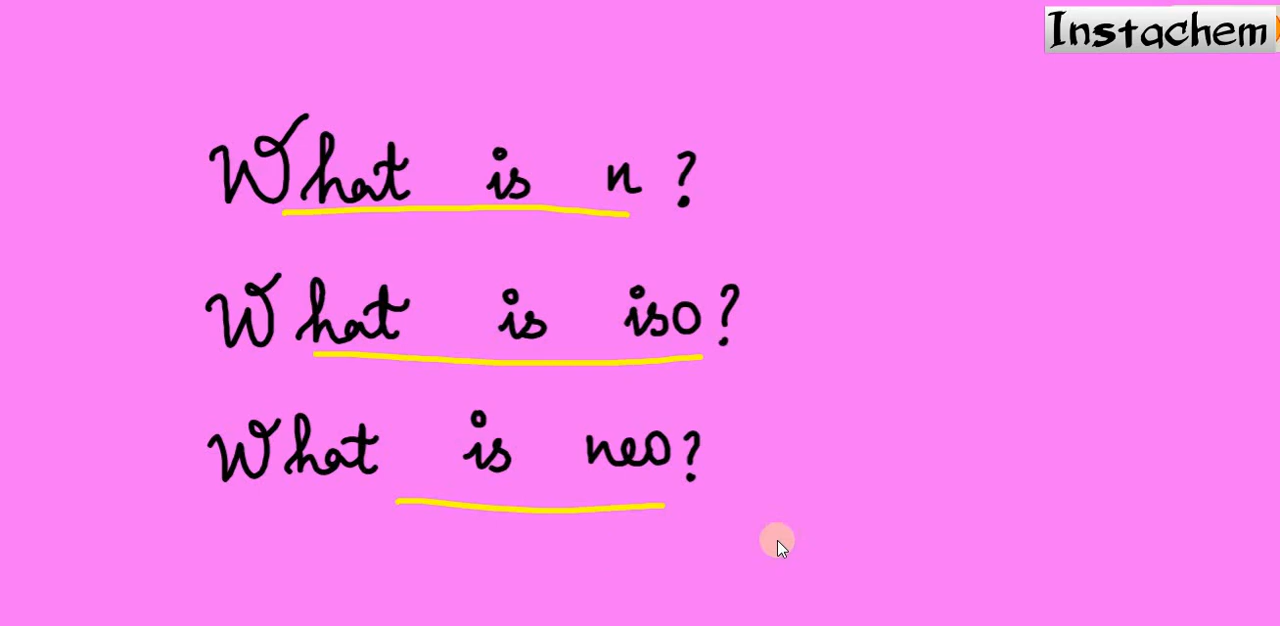 Instachem
What is n ?
What is iso ?
What is neo ?